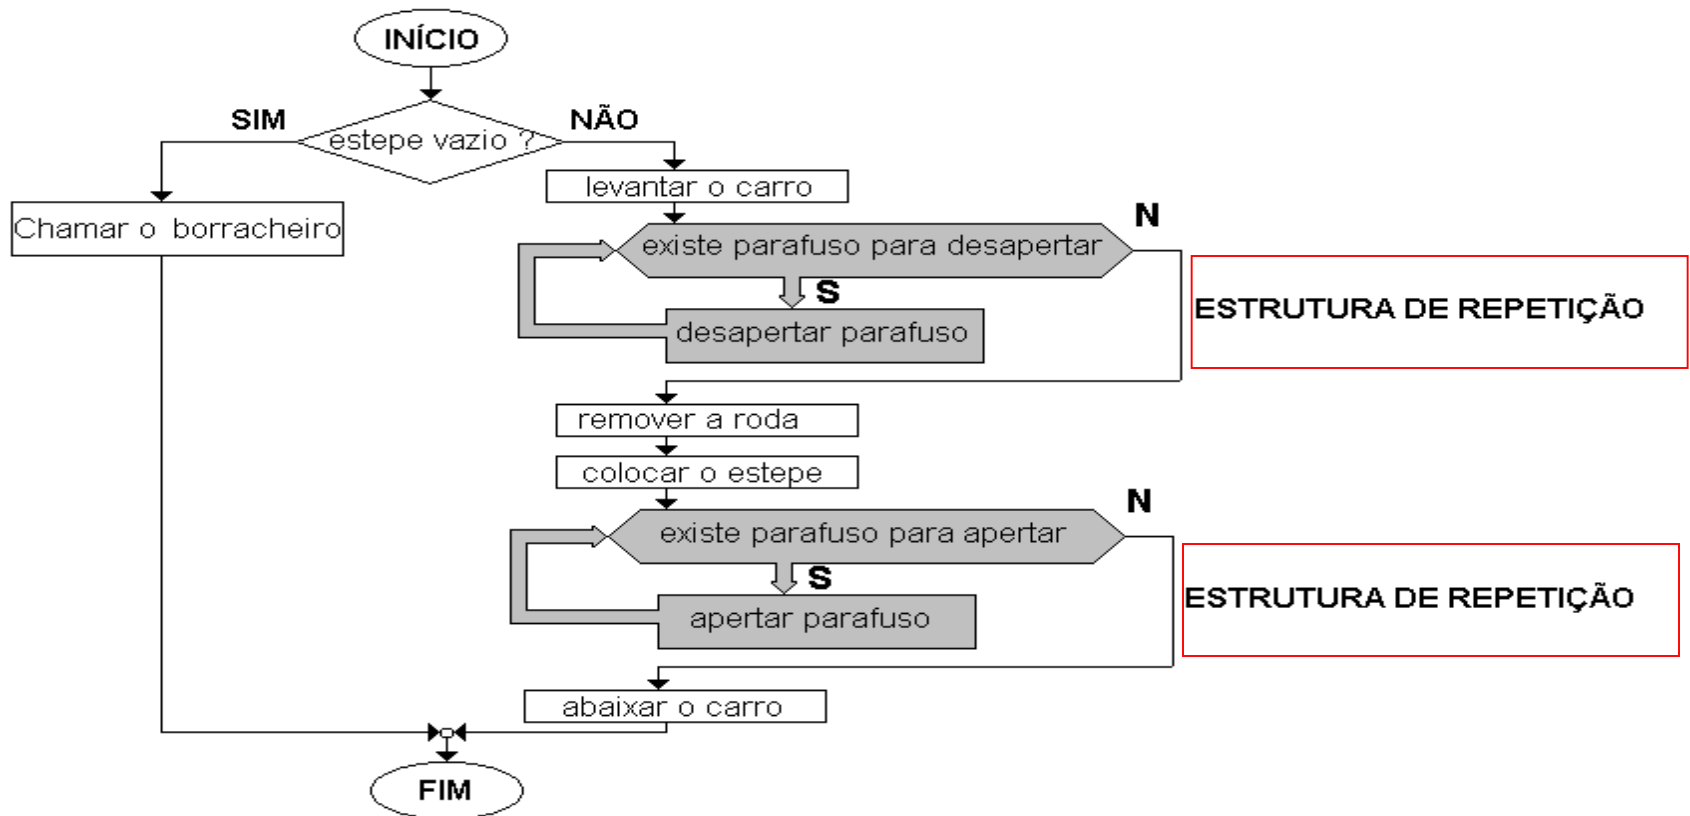 INÍCIO
SIM
NÃO
estepe vazio ?
levantar o carro
Chamar o borracheiro
N
existe parafuso para desapertar
S
ESTRUTURA DE REPETIÇÃO
desapertar parafuso
remover a roda
colocar o estepe
N
existe parafuso para apertar
S
ESTRUTURA DE REPETIÇÃO
apertar parafuso
abaixar o carro
FIM